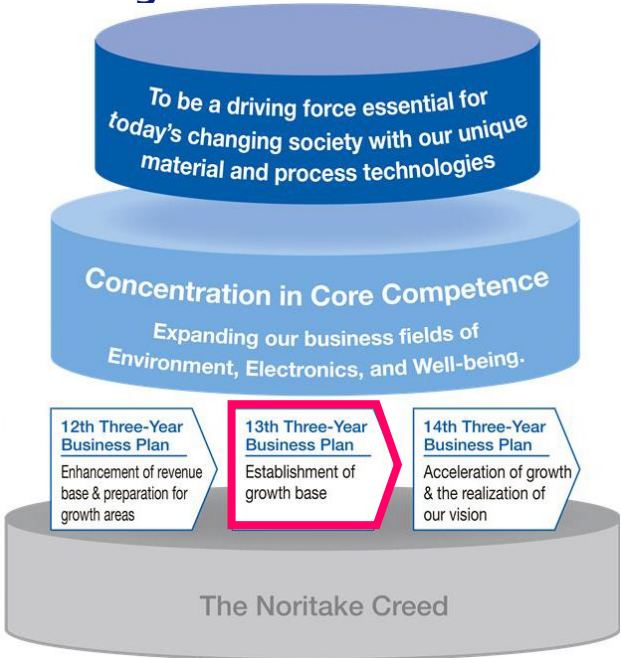 To be a driving force essential for
today's changing society with our unique
material and process technologies
Concentration in Core Competence
Expanding our business fields of
Environment, Electronics, and Well-being.
12th Three-Year
Business Plan
Enhancement of revenue
base & preparation for
growth areas
13th Three-Year
Business Plan
Establishment of
growth base
14th Three-Year
Business Plan
Acceleration of growth
& the realization of
our vision
The Noritake Creed